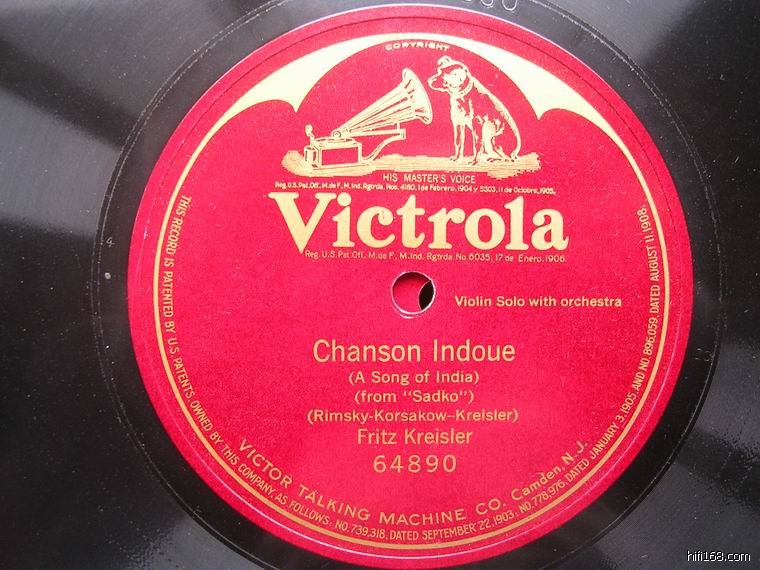 COPYRIGHT
HIS MASTER'S VOICE
Reg. U.S. Pat. Off., M. de F., M. Ind. Rgtrda. Nos. 4180, 1 de Febrero, 1904 y 5303, 11 de Octubre, 1905.
Victrola
Reg. U.S. Pat Off. M. de F., M. Ind. Rgtrda. No 6035, 17 de Enero, 1906
Violin Solo with orchestra
Chanson Indoue
(A Song of India)
(from "Sadko")
(Rimsky-Korsakow-Kreisler)
Fritz Kreisler
64890
VICTOR TALKING MACHINE CO. Camden, N. J.
THIS RECORD IS PATENTED BY U.S. PATENTS, OWNED BY THIS COMPANY, AS FOLLOWS: NO. 739,318, DATED SEPTEMBER 22, 1903; NO. 778,976, DATED JANUARY 3, 1905, AND NO. 896,059, DATED AUGUST 11, 1908.
4
hifi168.com